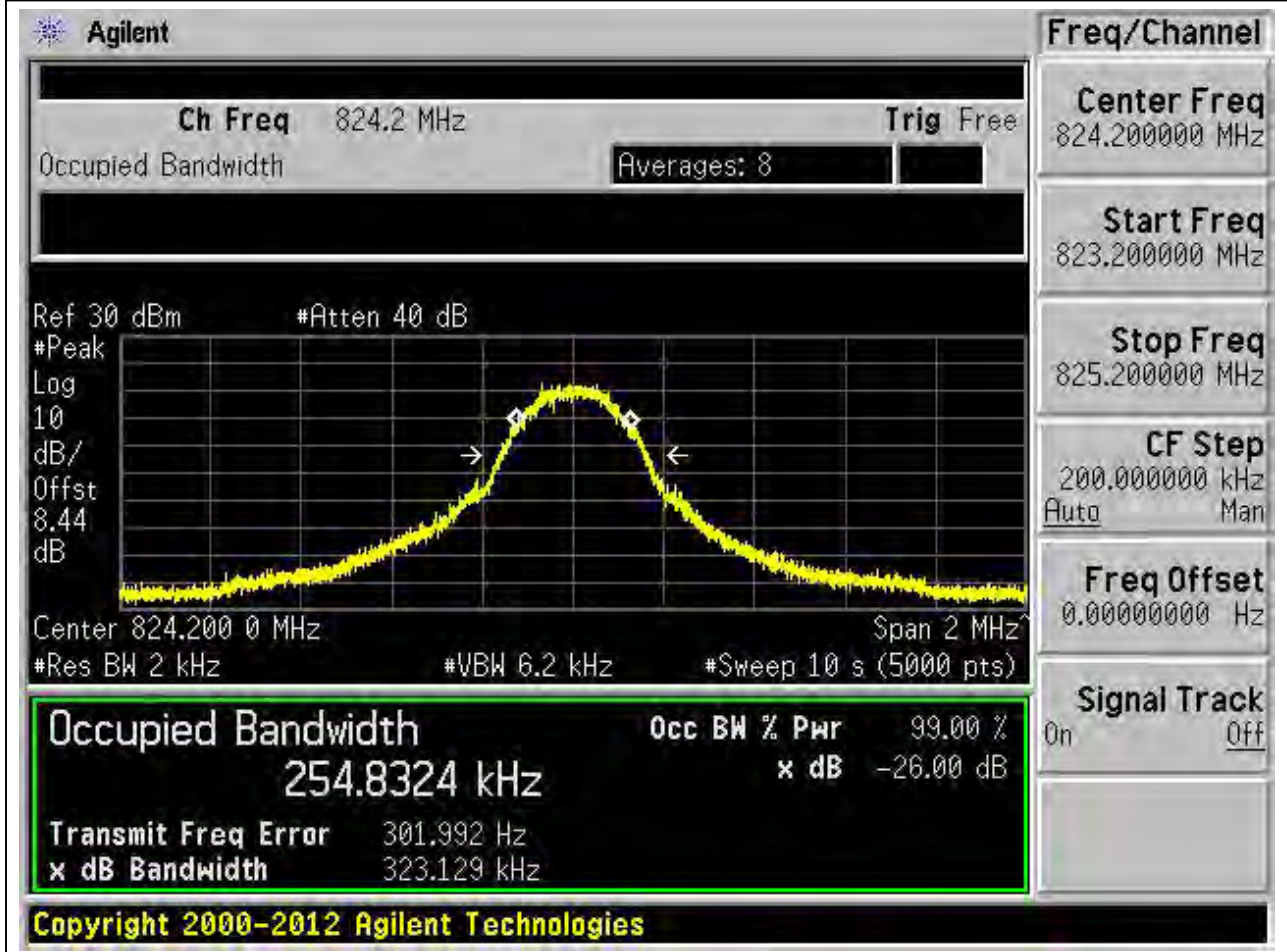 Agilent
Freq/Channel
Ch Freq 824.2 MHz Trig Free
Occupied Bandwidth Averages: 8
Center Freq
824.200000 MHz
Start Freq
823.200000 MHz
Stop Freq
825.200000 MHz
CF Step
200.000000 kHz
Auto Man
Freq Offset
0.00000000 Hz
Signal Track
On Off
Ref 30 dBm #Atten 40 dB
#Peak
Log
10
dB/
Offst
8.44
dB
Center 824.200 0 MHz Span 2 MHz^
#Res BW 2 kHz #VBW 6.2 kHz #Sweep 10 s (5000 pts)
Occupied Bandwidth
254.8324 kHz
Occ BW % Pwr 99.00 %
x dB -26.00 dB
Transmit Freq Error 301.992 Hz
x dB Bandwidth 323.129 kHz
Copyright 2000-2012 Agilent Technologies